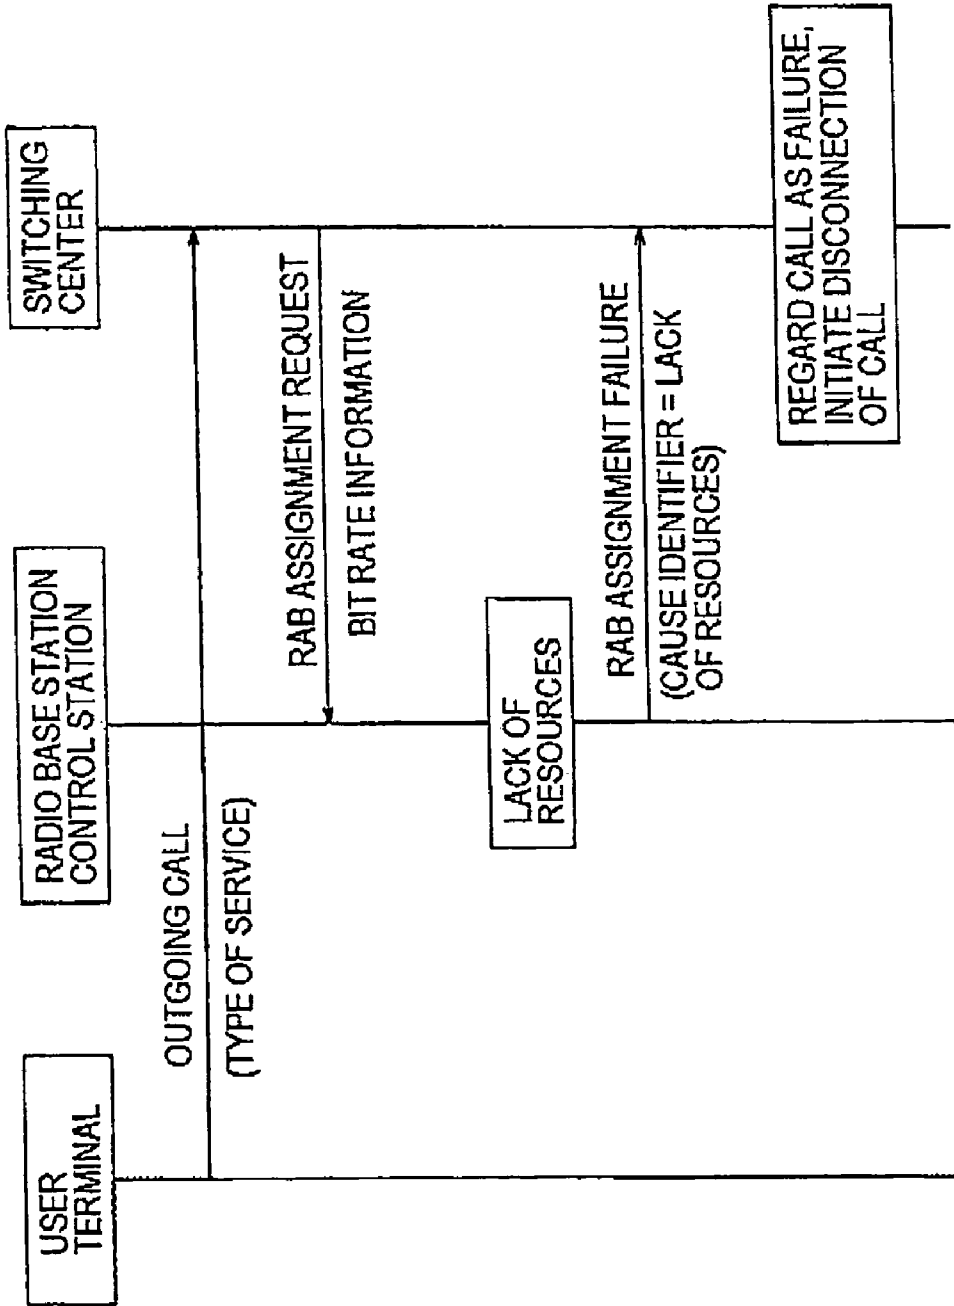 USER
TERMINAL
RADIO BASE STATION
CONTROL STATION
SWITCHING
CENTER
OUTGOING CALL
(TYPE OF SERVICE)
RAB ASSIGNMENT REQUEST
BIT RATE INFORMATION
LACK OF
RESOURCES
RAB ASSIGNMENT FAILURE
(CAUSE IDENTIFIER = LACK
OF RESOURCES)
REGARD CALL AS FAILURE,
INITIATE DISCONNECTION
OF CALL